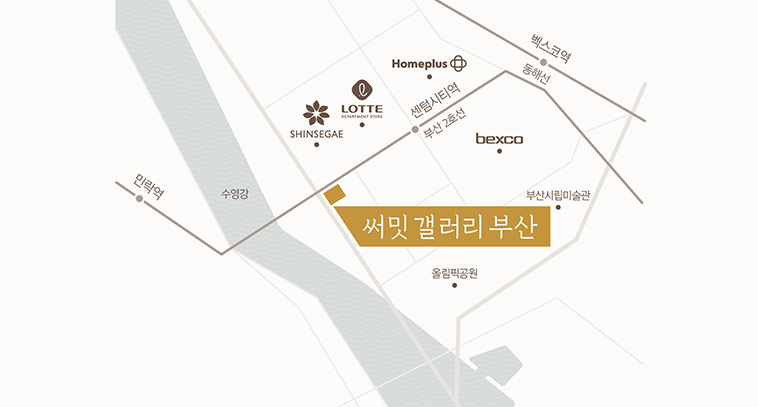 벡스코역
동해선
Homeplus
LOTTE
DEPARTMENT STORE
센텀시티역
부산 2호선
SHINSEGAE
bexco
민락역
수영강
부산시립미술관
써밋 갤러리 부산
올림픽공원